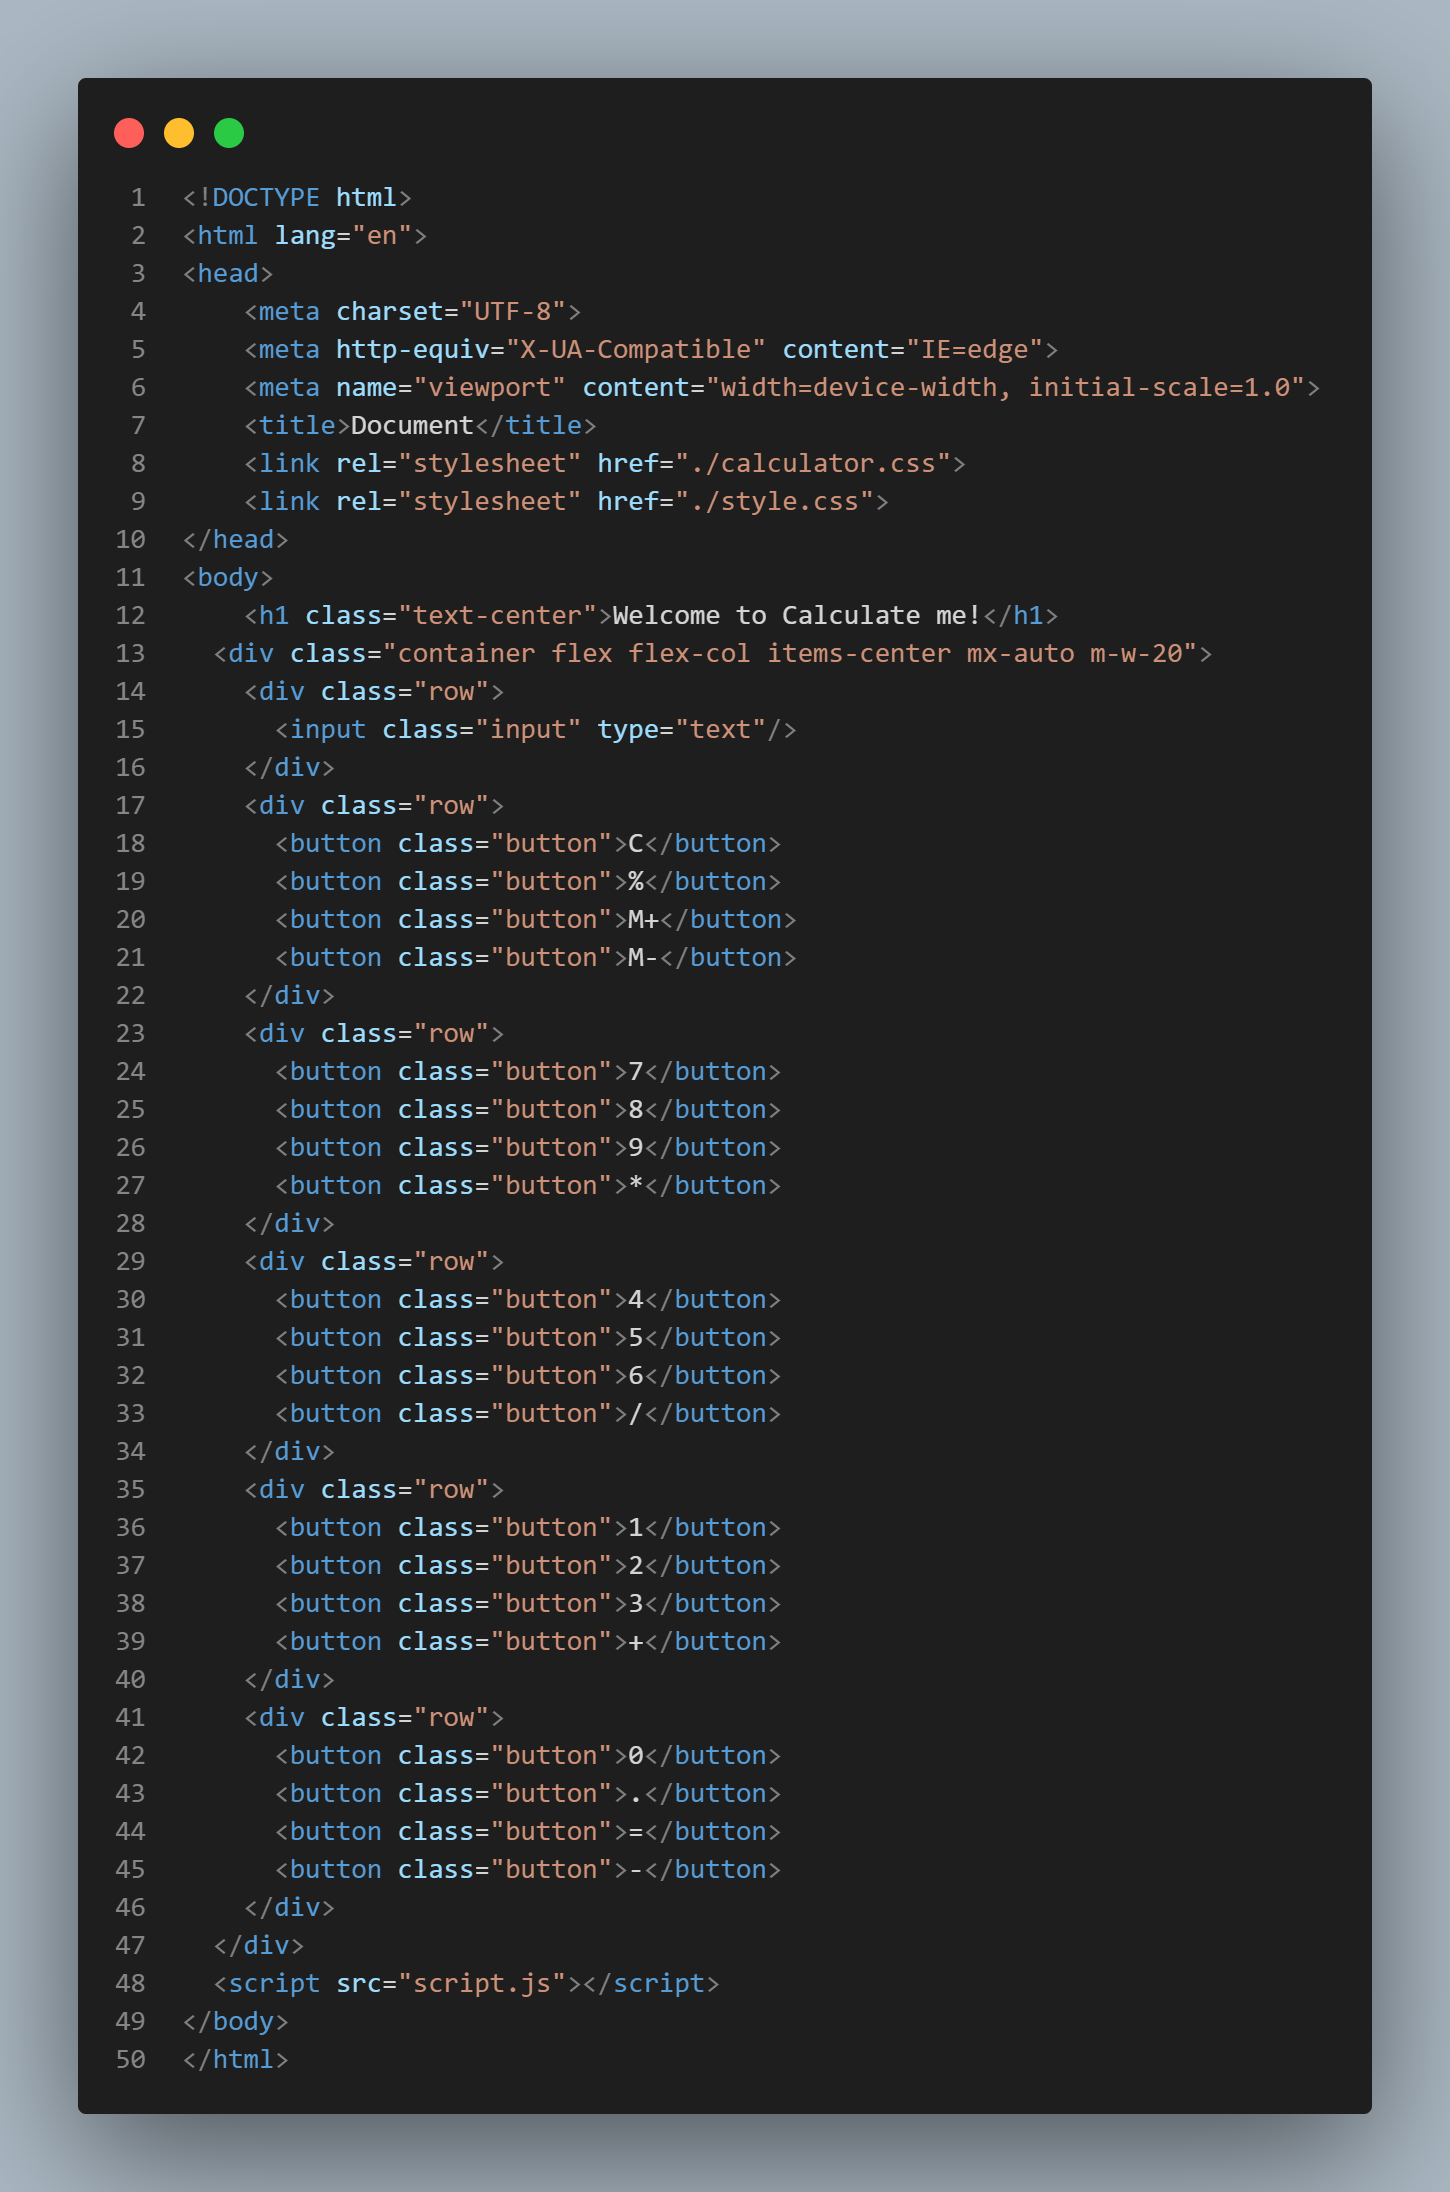 1 <!DOCTYPE html>
2 <html lang="en">
3 <head>
4     <meta charset="UTF-8">
5     <meta http-equiv="X-UA-Compatible" content="IE=edge">
6     <meta name="viewport" content="width=device-width, initial-scale=1.0">
7     <title>Document</title>
8     <link rel="stylesheet" href="./calculator.css">
9     <link rel="stylesheet" href="./style.css">
10 </head>
11 <body>
12     <h1 class="text-center">Welcome to Calculate me!</h1>
13   <div class="container flex flex-col items-center mx-auto m-w-20">
14     <div class="row">
15       <input class="input" type="text"/>
16     </div>
17     <div class="row">
18       <button class="button">C</button>
19       <button class="button">%</button>
20       <button class="button">M+</button>
21       <button class="button">M-</button>
22     </div>
23     <div class="row">
24       <button class="button">7</button>
25       <button class="button">8</button>
26       <button class="button">9</button>
27       <button class="button">*</button>
28     </div>
29     <div class="row">
30       <button class="button">4</button>
31       <button class="button">5</button>
32       <button class="button">6</button>
33       <button class="button">/</button>
34     </div>
35     <div class="row">
36       <button class="button">1</button>
37       <button class="button">2</button>
38       <button class="button">3</button>
39       <button class="button">+</button>
40     </div>
41     <div class="row">
42       <button class="button">0</button>
43       <button class="button">.</button>
44       <button class="button">=</button>
45       <button class="button">-</button>
46     </div>
47   </div>
48   <script src="script.js"></script>
49 </body>
50 </html>